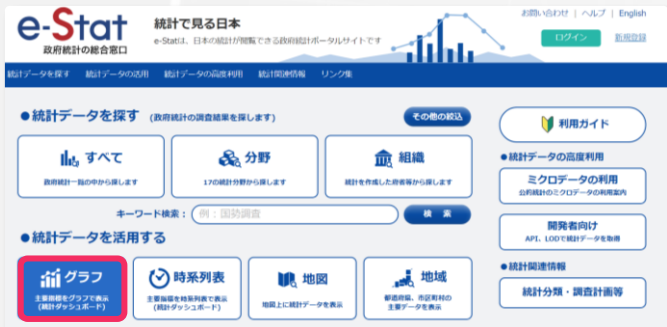 e-Stat
政府統計の総合窓口
統計で見る日本
e-Statは、日本の統計が閲覧できる政府統計ポータルサイトです
お問い合わせ | ヘルプ | English
ログイン
新規登録
統計データを探す 統計データの活用 統計データの高度利用 統計関連情報 リンク集
●統計データを探す (政府統計の調査結果を探します)
その他の絞込
すべて
政府統計一覧の中から探します
分野
17の統計分野から探します
組織
統計を作成した府省等から探します
キーワード検索: 例:国勢調査 検索
●統計データを活用する
グラフ
主要指標をグラフで表示
(統計ダッシュボード)
時系列表
主要指標を時系列表で表示
(統計ダッシュボード)
地図
地図上に統計データを表示
地域
都道府県、市区町村の
主要データを表示
利用ガイド
●統計データの高度利用
ミクロデータの利用
公的統計のミクロデータの利用案内
開発者向け
API、LODで統計データを取得
●統計関連情報
統計分類・調査計画等